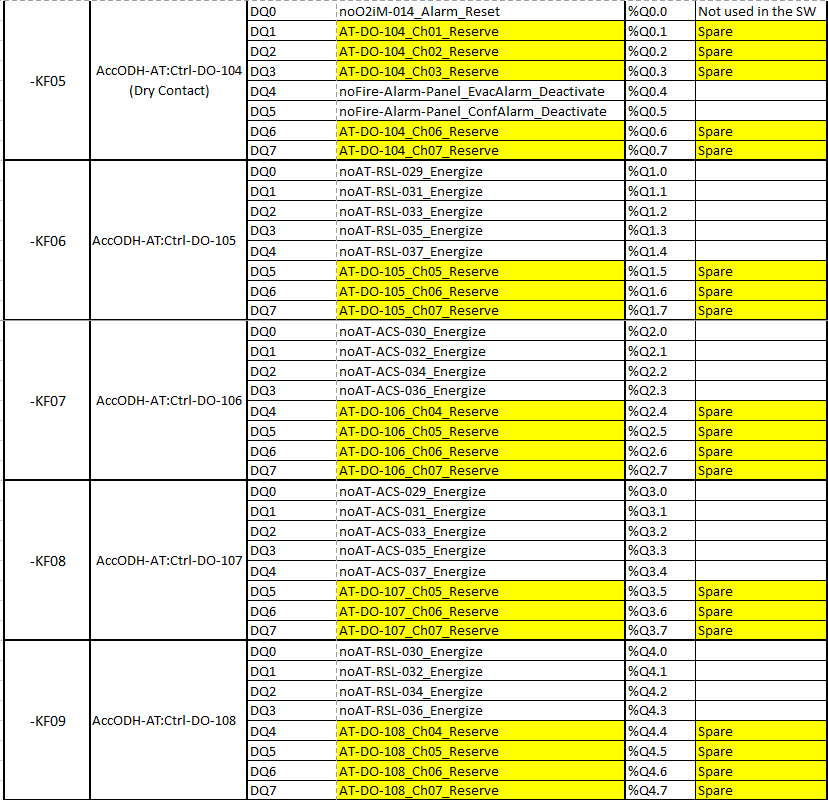 DQ0 noO2iM-014_Alarm_Reset %Q0.0 Not used in the SW
DQ1 AT-DO-104_Ch01_Reserve %Q0.1 Spare
DQ2 AT-DO-104_Ch02_Reserve %Q0.2 Spare
-KF05 AccODH-AT:Ctrl-DO-104 DQ3 AT-DO-104_Ch03_Reserve %Q0.3 Spare
(Dry Contact) DQ4 noFire-Alarm-Panel_EvacAlarm_Deactivate %Q0.4
DQ5 noFire-Alarm-Panel_ConfAlarm_Deactivate %Q0.5
DQ6 AT-DO-104_Ch06_Reserve %Q0.6 Spare
DQ7 AT-DO-104_Ch07_Reserve %Q0.7 Spare
DQ0 noAT-RSL-029_Energize %Q1.0
DQ1 noAT-RSL-031_Energize %Q1.1
DQ2 noAT-RSL-033_Energize %Q1.2
-KF06 AccODH-AT:Ctrl-DO-105 DQ3 noAT-RSL-035_Energize %Q1.3
DQ4 noAT-RSL-037_Energize %Q1.4
DQ5 AT-DO-105_Ch05_Reserve %Q1.5 Spare
DQ6 AT-DO-105_Ch06_Reserve %Q1.6 Spare
DQ7 AT-DO-105_Ch07_Reserve %Q1.7 Spare
DQ0 noAT-ACS-030_Energize %Q2.0
DQ1 noAT-ACS-032_Energize %Q2.1
DQ2 noAT-ACS-034_Energize %Q2.2
-KF07 AccODH-AT:Ctrl-DO-106 DQ3 noAT-ACS-036_Energize %Q2.3
DQ4 AT-DO-106_Ch04_Reserve %Q2.4 Spare
DQ5 AT-DO-106_Ch05_Reserve %Q2.5 Spare
DQ6 AT-DO-106_Ch06_Reserve %Q2.6 Spare
DQ7 AT-DO-106_Ch07_Reserve %Q2.7 Spare
DQ0 noAT-ACS-029_Energize %Q3.0
DQ1 noAT-ACS-031_Energize %Q3.1
DQ2 noAT-ACS-033_Energize %Q3.2
-KF08 AccODH-AT:Ctrl-DO-107 DQ3 noAT-ACS-035_Energize %Q3.3
DQ4 noAT-ACS-037_Energize %Q3.4
DQ5 AT-DO-107_Ch05_Reserve %Q3.5 Spare
DQ6 AT-DO-107_Ch06_Reserve %Q3.6 Spare
DQ7 AT-DO-107_Ch07_Reserve %Q3.7 Spare
DQ0 noAT-RSL-030_Energize %Q4.0
DQ1 noAT-RSL-032_Energize %Q4.1
DQ2 noAT-RSL-034_Energize %Q4.2
-KF09 AccODH-AT:Ctrl-DO-108 DQ3 noAT-RSL-036_Energize %Q4.3
DQ4 AT-DO-108_Ch04_Reserve %Q4.4 Spare
DQ5 AT-DO-108_Ch05_Reserve %Q4.5 Spare
DQ6 AT-DO-108_Ch06_Reserve %Q4.6 Spare
DQ7 AT-DO-108_Ch07_Reserve %Q4.7 Spare